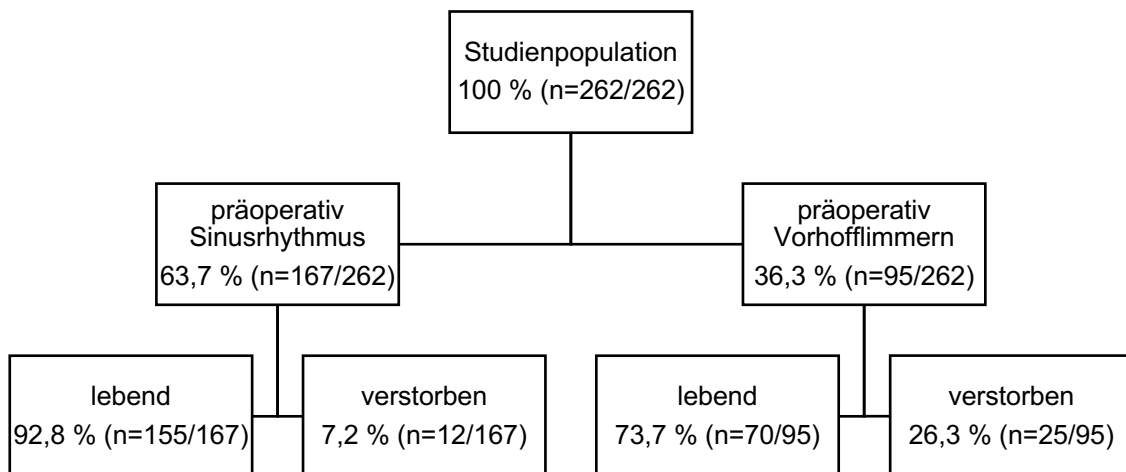 Studienpopulation
100 % (n=262/262)
präoperativ
Sinusrhythmus
63,7 % (n=167/262)
präoperativ
Vorhofflimmern
36,3 % (n=95/262)
lebend
92,8 % (n=155/167)
verstorben
7,2 % (n=12/167)
lebend
73,7 % (n=70/95)
verstorben
26,3 % (n=25/95)